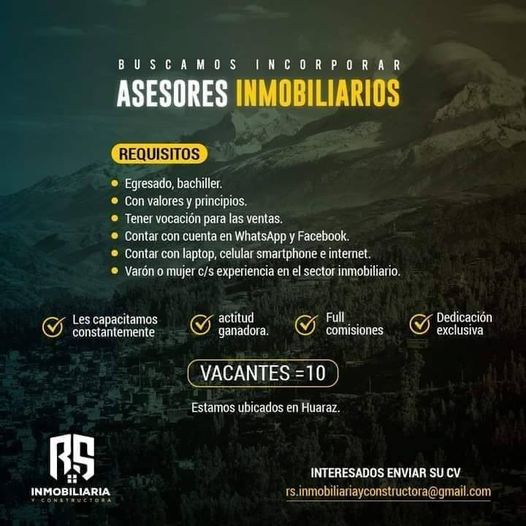 BUSCAMOS INCORPORAR
ASESORES INMOBILIARIOS
REQUISITOS
Egresado, bachiller.
Con valores y principios.
Tener vocación para las ventas.
Contar con cuenta en WhatsApp y Facebook.
Contar con laptop, celular smartphone e internet.
Varón o mujer c/s experiencia en el sector inmobiliario.
Les capacitamos
constantemente
actitud
ganadora.
Full
comisiones
Dedicación
exclusiva
VACANTES =10
Estamos ubicados en Huaraz.
RS
INMOBILIARIA
Y CONSTRUCTORA
INTERESADOS ENVIAR SU CV
rs.inmobiliariayconstructora@gmail.com